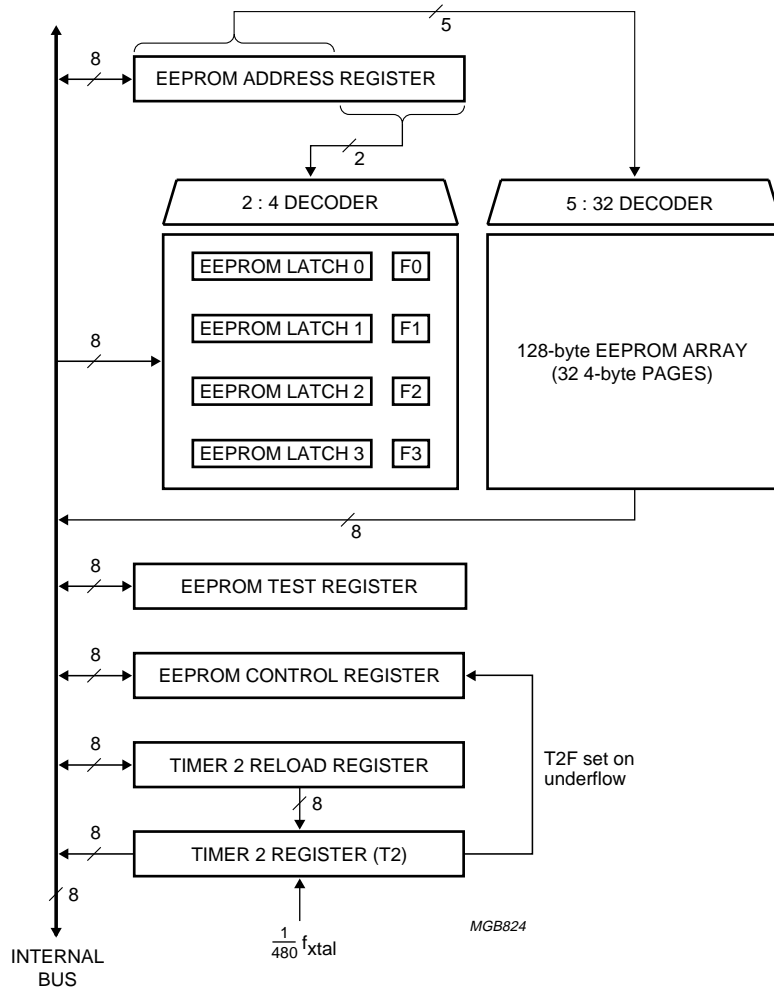 5
8
EEPROM ADDRESS REGISTER
2
2 : 4 DECODER
5 : 32 DECODER
EEPROM LATCH 0
F0
EEPROM LATCH 1
F1
8
128-byte EEPROM ARRAY
(32 4-byte PAGES)
EEPROM LATCH 2
F2
EEPROM LATCH 3
F3
8
8
EEPROM TEST REGISTER
8
EEPROM CONTROL REGISTER
T2F set on
underflow
8
TIMER 2 RELOAD REGISTER
8
8
TIMER 2 REGISTER (T2)
8
1/480 fxtal
MGB824
INTERNAL
BUS